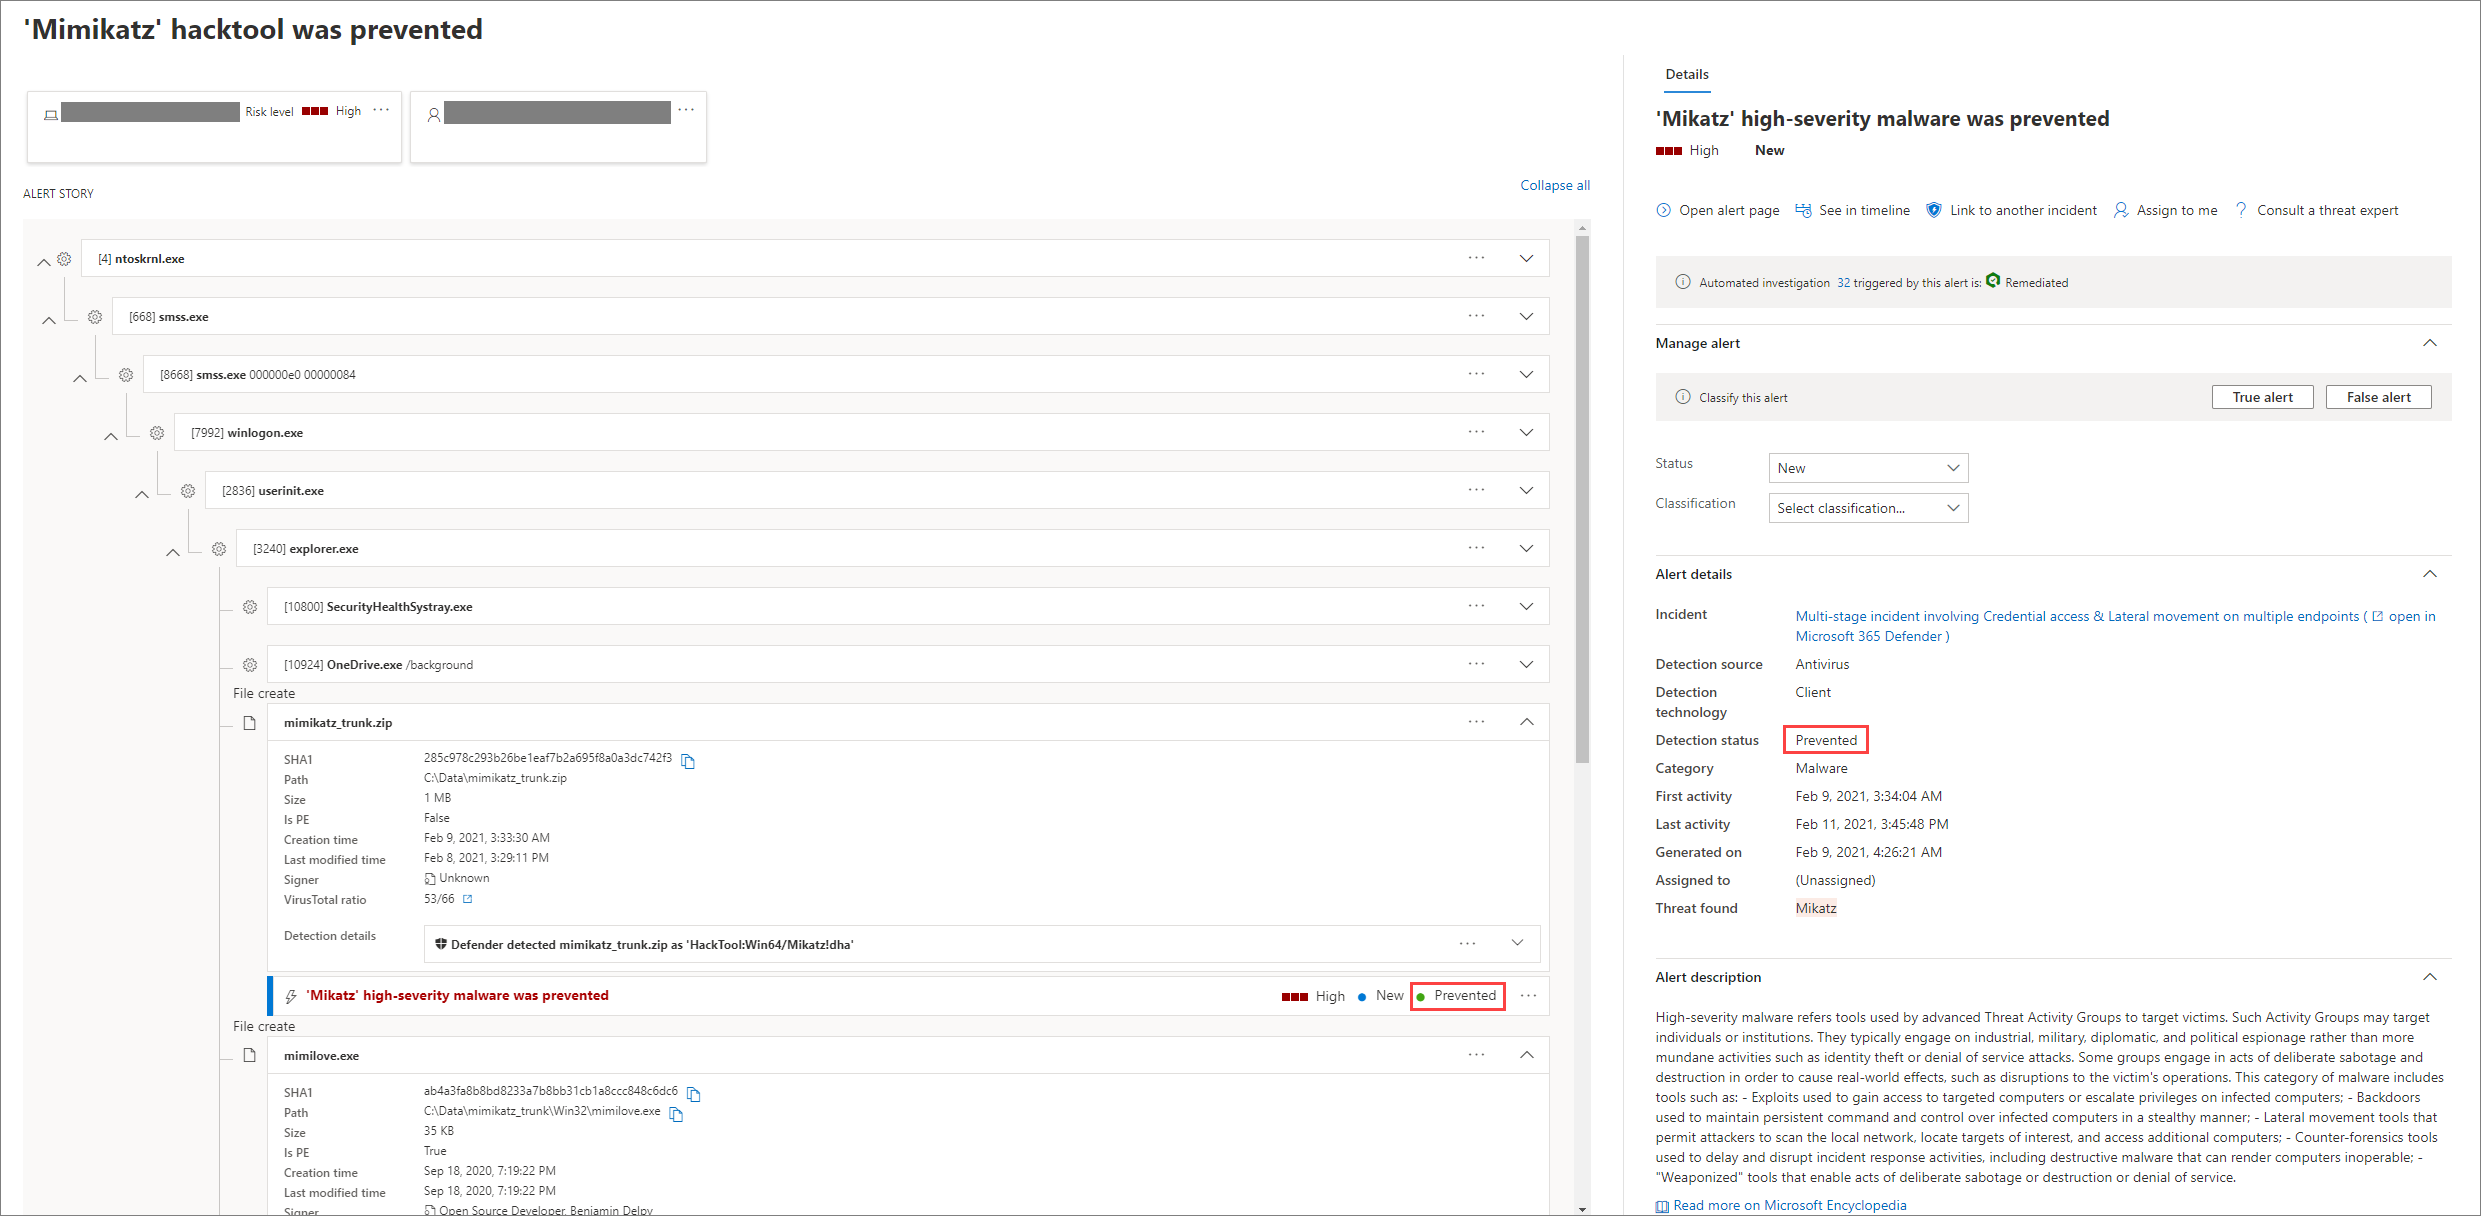 'Mimikatz' hacktool was prevented
Risk level High ...
...
ALERT STORY
Collapse all
[4] ntoskrnl.exe ...
[668] smss.exe ...
[8668] smss.exe 000000e0 00000084 ...
[7992] winlogon.exe ...
[2836] userinit.exe ...
[3240] explorer.exe ...
[10800] SecurityHealthSystray.exe ...
[10924] OneDrive.exe /background ...
File create
mimikatz_trunk.zip ...
SHA1 285c978c293b26be1eaf7b2a695f8a0a3dc742f3
Path C:\Data\mimikatz_trunk.zip
Size 1 MB
Is PE False
Creation time Feb 9, 2021, 3:33:30 AM
Last modified time Feb 8, 2021, 3:29:11 PM
Signer Unknown
VirusTotal ratio 53/66
Detection details Defender detected mimikatz_trunk.zip as 'HackTool:Win64/Mikatz!dha' ...
'Mikatz' high-severity malware was prevented High New Prevented ...
File create
mimilove.exe ...
SHA1 ab4a3fa8b8bd8233a7b8bb31cb1a8ccc848c6dc6
Path C:\Data\mimikatz_trunk\Win32\mimilove.exe
Size 35 KB
Is PE True
Creation time Sep 18, 2020, 7:19:22 PM
Last modified time Sep 18, 2020, 7:19:22 PM
Signer Open Source Developer, Benjamin Delpy
Details
'Mikatz' high-severity malware was prevented
High New
Open alert page See in timeline Link to another incident Assign to me ? Consult a threat expert
Automated investigation 32 triggered by this alert is: Remediated
Manage alert
Classify this alert True alert False alert
Status New
Classification Select classification...
Alert details
Incident Multi-stage incident involving Credential access & Lateral movement on multiple endpoints ( open in
Microsoft 365 Defender )
Detection source Antivirus
Detection Client
technology
Detection status Prevented
Category Malware
First activity Feb 9, 2021, 3:34:04 AM
Last activity Feb 11, 2021, 3:45:48 PM
Generated on Feb 9, 2021, 4:26:21 AM
Assigned to (Unassigned)
Threat found Mikatz
Alert description
High-severity malware refers tools used by advanced Threat Activity Groups to target victims. Such Activity Groups may target
individuals or institutions. They typically engage on industrial, military, diplomatic, and political espionage rather than more
mundane activities such as identity theft or denial of service attacks. Some groups engage in acts of deliberate sabotage and
destruction in order to cause real-world effects, such as disruptions to the victim's operations. This category of malware includes
tools such as: - Exploits used to gain access to targeted computers or escalate privileges on infected computers; - Backdoors
used to maintain persistent command and control over infected computers in a stealthy manner; - Lateral movement tools that
permit attackers to scan the local network, locate targets of interest, and access additional computers; - Counter-forensics tools
used to delay and disrupt incident response activities, including destructive malware that can render computers inoperable; -
"Weaponized" tools that enable acts of deliberate sabotage or destruction or denial of service.
Read more on Microsoft Encyclopedia